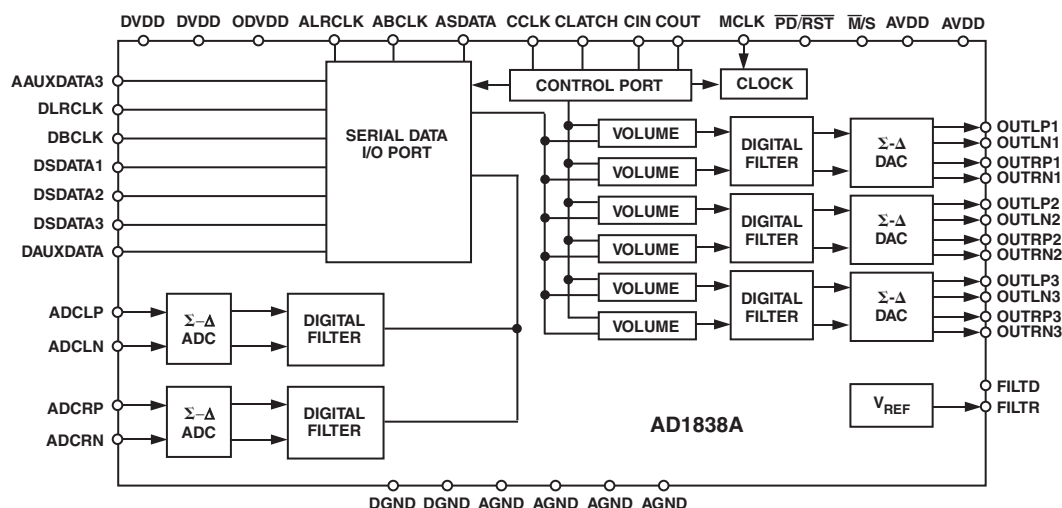 DVDD DVDD ODVDD ALRCLK ABCLK ASDATA CCLK CLATCH CIN COUT MCLK PD/RST M/S AVDD AVDD
AAUXDATA3
DLRCLK
DBCLK
DSDATA1
DSDATA2
DSDATA3
DAUXDATA
SERIAL DATA
I/O PORT
CONTROL PORT
CLOCK
VOLUME
VOLUME
VOLUME
VOLUME
VOLUME
VOLUME
DIGITAL
FILTER
DIGITAL
FILTER
DIGITAL
FILTER
Σ-Δ
DAC
Σ-Δ
DAC
Σ-Δ
DAC
OUTLP1
OUTLN1
OUTRP1
OUTRN1
OUTLP2
OUTLN2
OUTRP2
OUTRN2
OUTLP3
OUTLN3
OUTRP3
OUTRN3
ADCLP
ADCLN
Σ–Δ
ADC
DIGITAL
FILTER
ADCRP
ADCRN
Σ-Δ
ADC
DIGITAL
FILTER
VREF
FILTD
FILTR
AD1838A
DGND DGND AGND AGND AGND AGND